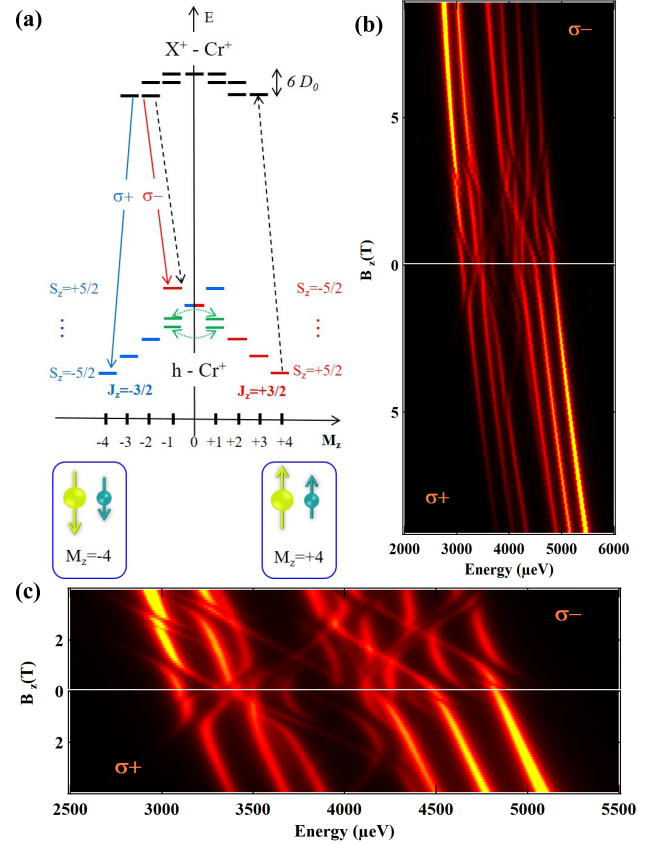 (a)
E
X⁺ - Cr⁺
6 D₀
σ+
σ−
S_z=+5/2
S_z=-5/2
⋮
⋮
S_z=-5/2
h - Cr⁺
S_z=+5/2
J_z=-3/2
J_z=+3/2
-4 -3 -2 -1 0 +1 +2 +3 +4 M_z
M_z=-4
M_z=+4
(b)
σ−
5
0
5
B_z(T)
σ+
2000 3000 4000 5000 6000
Energy (µeV)
(c)
σ−
2
0
2
B_z(T)
σ+
2500 3000 3500 4000 4500 5000 5500
Energy (µeV)